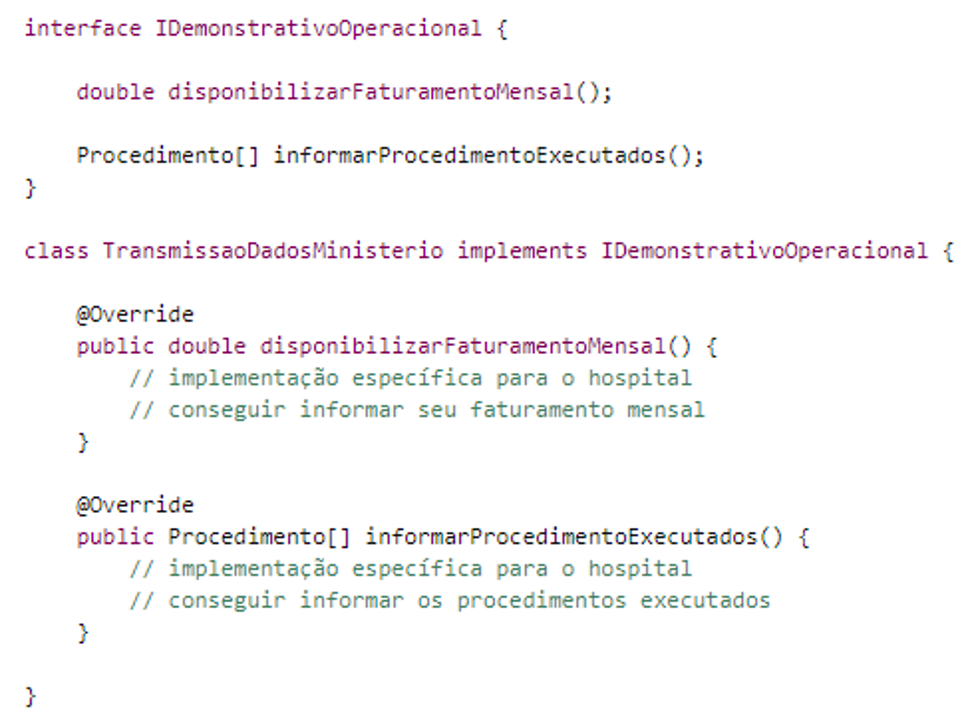 interface IDemonstrativoOperacional {
double disponibilizarFaturamentoMensal();
Procedimento[] informarProcedimentoExecutados();
}
class TransmissaoDadosMinisterio implements IDemonstrativoOperacional {
@Override
public double disponibilizarFaturamentoMensal() {
// implementação específica para o hospital
// conseguir informar seu faturamento mensal
}
@Override
public Procedimento[] informarProcedimentoExecutados() {
// implementação específica para o hospital
// conseguir informar os procedimentos executados
}
}